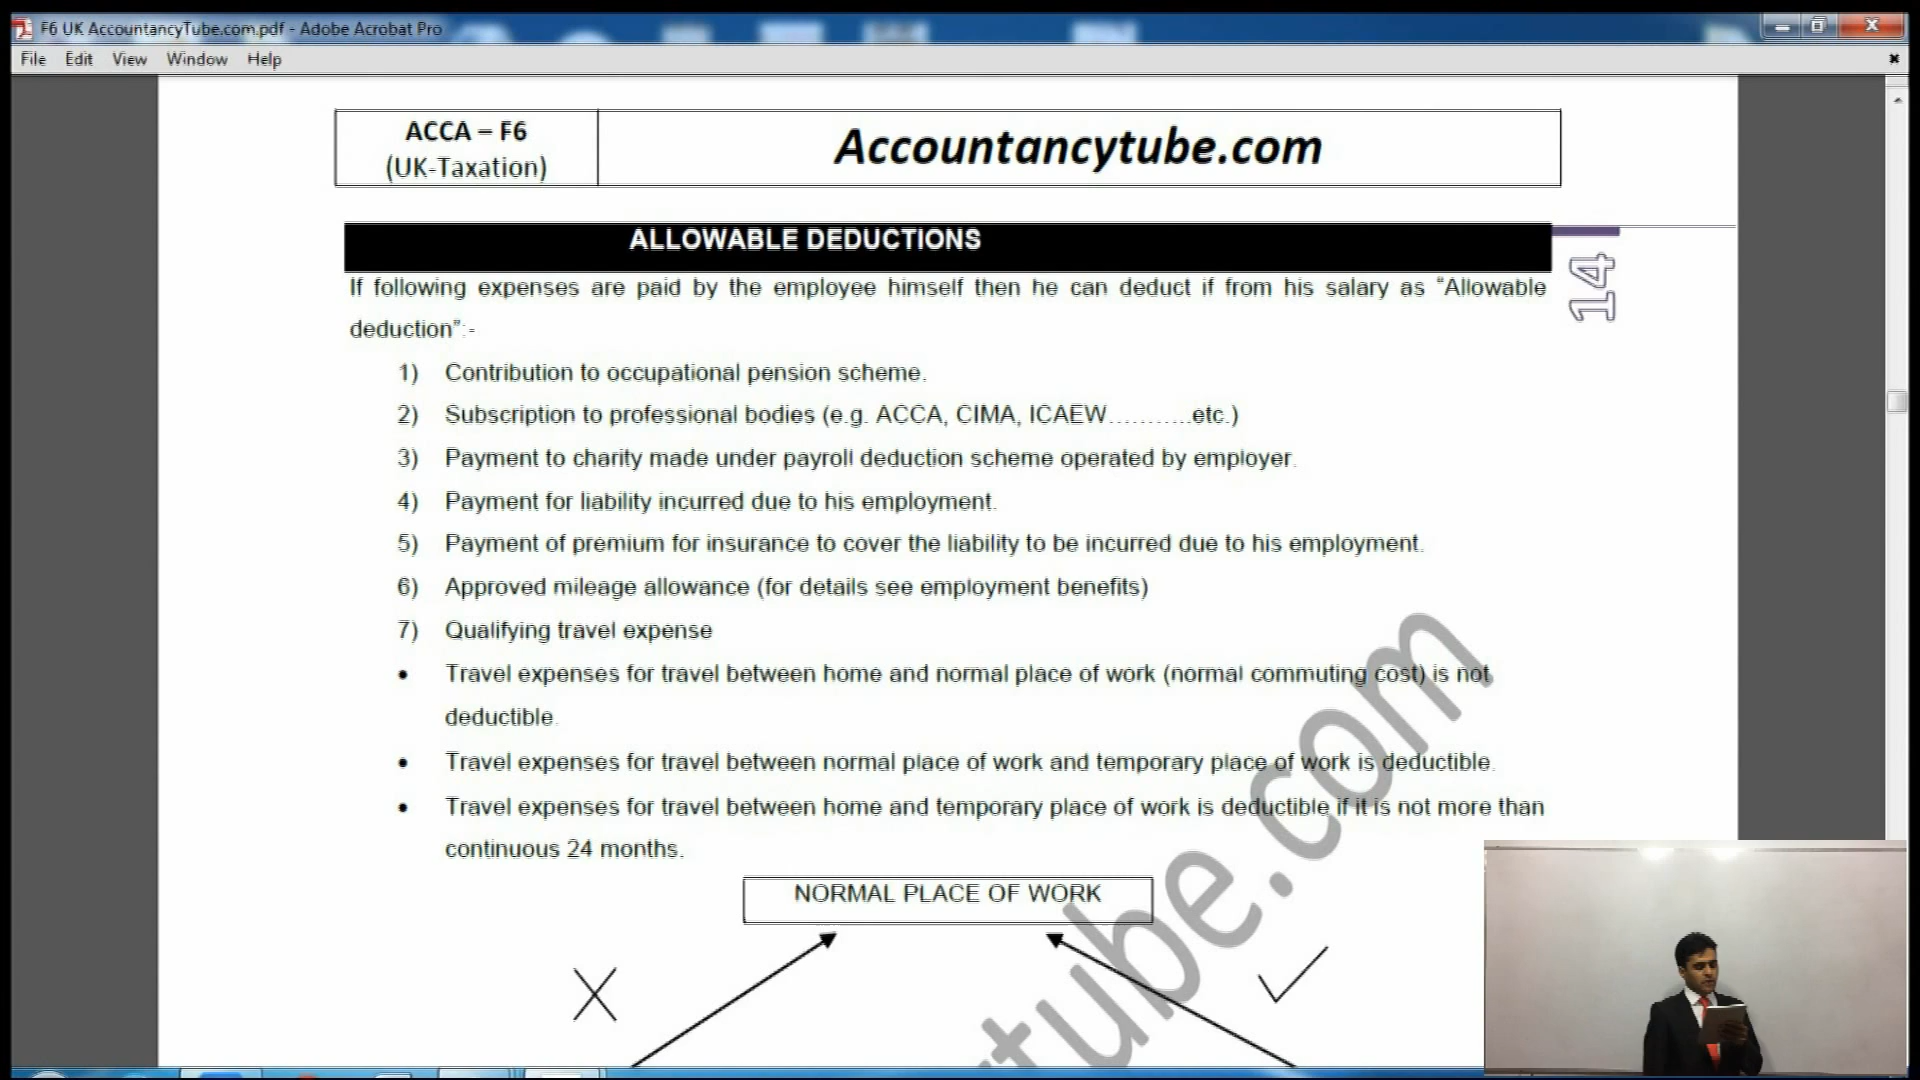 F6 UK AccountancyTube.com.pdf - Adobe Acrobat Pro
File Edit View Window Help
ACCA – F6
(UK-Taxation)
Accountancytube.com
ALLOWABLE DEDUCTIONS
14
If following expenses are paid by the employee himself then he can deduct if from his salary as “Allowable
deduction”:-
1) Contribution to occupational pension scheme.
2) Subscription to professional bodies (e.g. ACCA, CIMA, ICAEW………..etc.)
3) Payment to charity made under payroll deduction scheme operated by employer.
4) Payment for liability incurred due to his employment.
5) Payment of premium for insurance to cover the liability to be incurred due to his employment.
6) Approved mileage allowance (for details see employment benefits)
7) Qualifying travel expense
• Travel expenses for travel between home and normal place of work (normal commuting cost) is not
deductible.
• Travel expenses for travel between normal place of work and temporary place of work is deductible.
• Travel expenses for travel between home and temporary place of work is deductible if it is not more than
continuous 24 months.
NORMAL PLACE OF WORK
tube.com